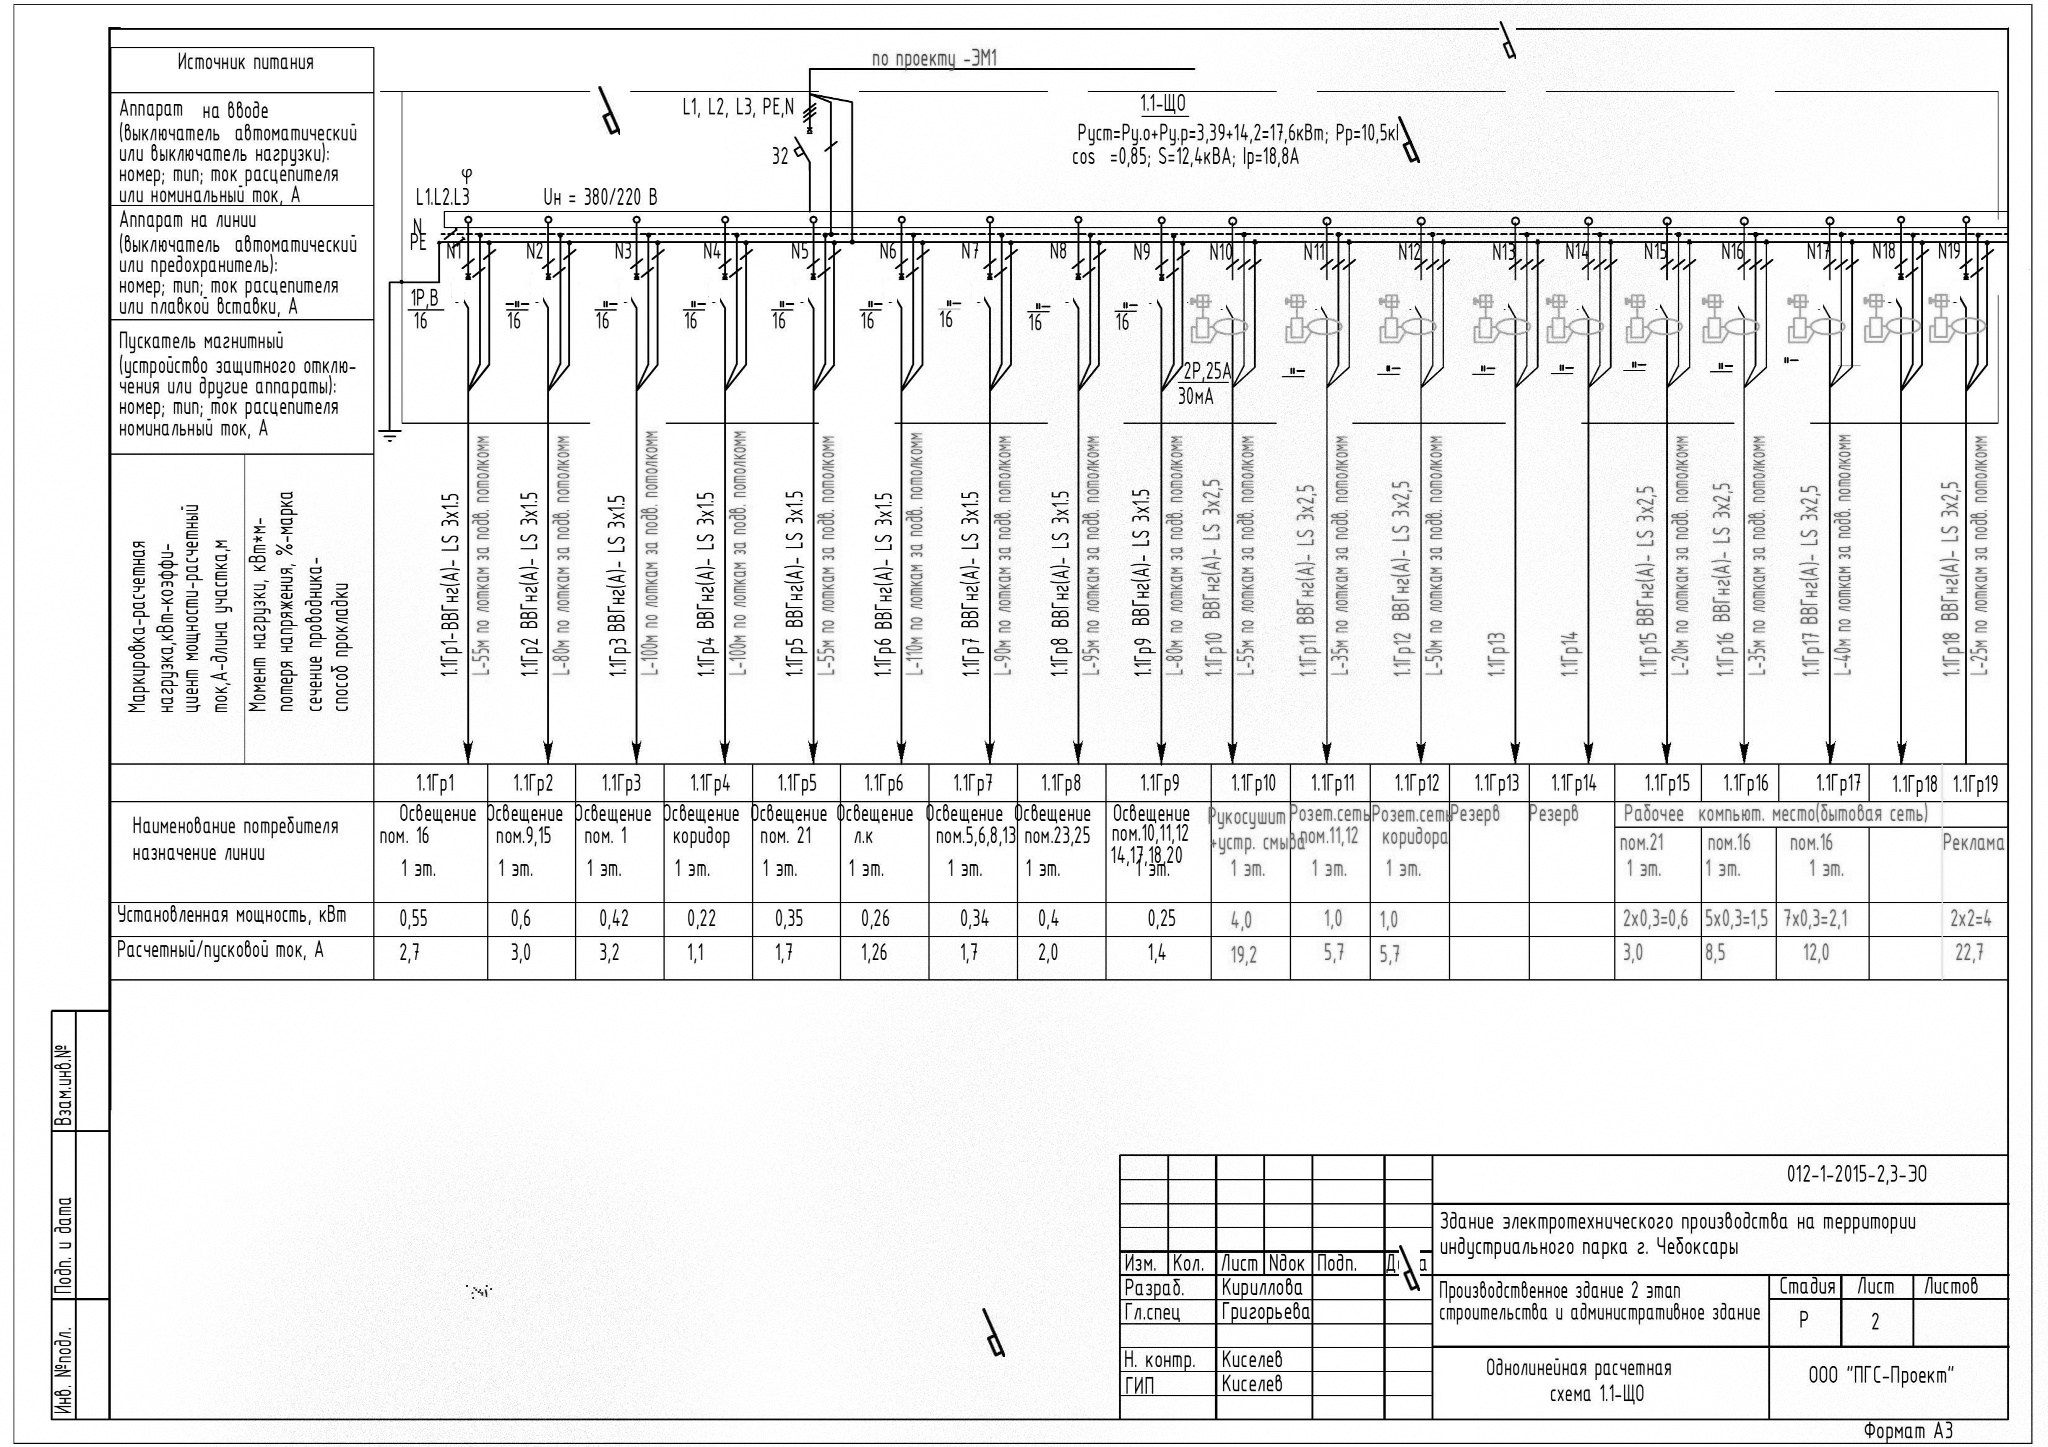 Источник питания
Аппарат на вводе
(выключатель автоматический
или выключатель нагрузки):
номер; тип; ток расцепителя
или номинальный ток, А
Аппарат на линии
(выключатель автоматический
или предохранитель):
номер; тип; ток расцепителя
или плавкой вставки, А
Пускатель магнитный
(устройство защитного отклю-
чения или другие аппараты):
номер; тип; ток расцепителя
номинальный ток, А
Маркировка-расчетная
нагрузка,кВт-коэффи-
циент мощности-расчетный
ток,А-длина участка,м
Момент нагрузки, кВт*м-
потеря напряжения, %-марка
сечение проводника-
способ прокладки
по проекту -ЭМ1
L1, L2, L3, PE,N
32
1.1-ЩО
Руст=Ру.о+Ру.р=3,39+14,2=17,6кВт; Рр=10,5к
cos =0,85; S=12,4кВА; Iр=18,8А
φ
L1.L2.L3
Uн = 380/220 В
N
PE
N1 N2 N3 N4 N5 N6 N7 N8 N9 N10 N11 N12 N13 N14 N15 N16 N17 N18 N19
1Р,В
16 16 16 16 16 16 16 16 16
2Р,25А
30мА
1.1Гр1-ВВГнг(А)- LS 3х1.5
L-55м по лоткам за подв. потолкомм
1.1Гр2 ВВГнг(А)- LS 3х1.5
L-80м по лоткам за подв. потолкомм
1.1Гр3 ВВГнг(А)- LS 3х1.5
L-100м по лоткам за подв. потолкомм
1.1Гр4 ВВГнг(А)- LS 3х1.5
L-100м по лоткам за подв. потолкомм
1.1Гр5 ВВГнг(А)- LS 3х1.5
L-55м по лоткам за подв. потолкомм
1.1Гр6 ВВГнг(А)- LS 3х1.5
L-110м по лоткам за подв. потолкомм
1.1Гр7 ВВГнг(А)- LS 3х1.5
L-90м по лоткам за подв. потолкомм
1.1Гр8 ВВГнг(А)- LS 3х1.5
L-95м по лоткам за подв. потолкомм
1.1Гр9 ВВГнг(А)- LS 3х1.5
L-80м по лоткам за подв. потолкомм
1.1Гр10 ВВГнг(А)- LS 3х2,5
L-55м по лоткам за подв. потолкомм
1.1Гр11 ВВГнг(А)- LS 3х2,5
L-35м по лоткам за подв. потолкомм
1.1Гр12 ВВГнг(А)- LS 3х2,5
L-50м по лоткам за подв. потолкомм
1.1Гр13
1.1Гр14
1.1Гр15 ВВГнг(А)- LS 3х2,5
L-20м по лоткам за подв. потолкомм
1.1Гр16 ВВГнг(А)- LS 3х2,5
L-35м по лоткам за подв. потолкомм
1.1Гр17 ВВГнг(А)- LS 3х2,5
L-40м по лоткам за подв. потолкомм
1.1Гр18 ВВГнг(А)- LS 3х2,5
L-25м по лоткам за подв. потолкомм
1.1Гр1 1.1Гр2 1.1Гр3 1.1Гр4 1.1Гр5 1.1Гр6 1.1Гр7 1.1Гр8 1.1Гр9 1.1Гр10 1.1Гр11 1.1Гр12 1.1Гр13 1.1Гр14 1.1Гр15 1.1Гр16 1.1Гр17 1.1Гр18 1.1Гр19
Наименование потребителя
назначение линии
Освещение
пом. 16
1 эт.
Освещение
пом.9,15
1 эт.
Освещение
пом. 1
1 эт.
Освещение
коридор
1 эт.
Освещение
пом. 21
1 эт.
Освещение
л.к
1 эт.
Освещение
пом.5,6,8,13
1 эт.
Освещение
пом.23,25
1 эт.
Освещение
пом.10,11,12
14,17,18,20
1 эт.
Рукосушит
+устр. смыва
1 эт.
Розет.сеть
пом.11,12
1 эт.
Розет.сеть
коридора
1 эт.
Резерв
Резерв
Рабочее компьют. место(бытовая сеть)
пом.21
1 эт.
пом.16
1 эт.
пом.16
1 эт.
Реклама
Установленная мощность, кВт
0,55 0,6 0,42 0,22 0,35 0,26 0,34 0,4 0,25 4,0 1,0 1,0 2х0,3=0,6 5х0,3=1,5 7х0,3=2,1 2х2=4
Расчетный/пусковой ток, А
2,7 3,0 3,2 1,1 1,7 1,26 1,7 2,0 1,4 19,2 5,7 5,7 3,0 8,5 12,0 22,7
Взам.инв.№
Подп. и дата
Инв. №подл.
012-1-2015-2,3-ЭО
Здание электротехнического производства на территории
индустриального парка г. Чебоксары
Изм. Кол. Лист Nдок Подп.
Разраб. Кириллова
Гл.спец Григорьева
Н. контр. Киселев
ГИП Киселев
Производственное здание 2 этап
строительства и административное здание
Стадия Лист Листов
Р 2
Однолинейная расчетная
схема 1.1-ЩО
ООО "ПГС-Проект"
Формат А3